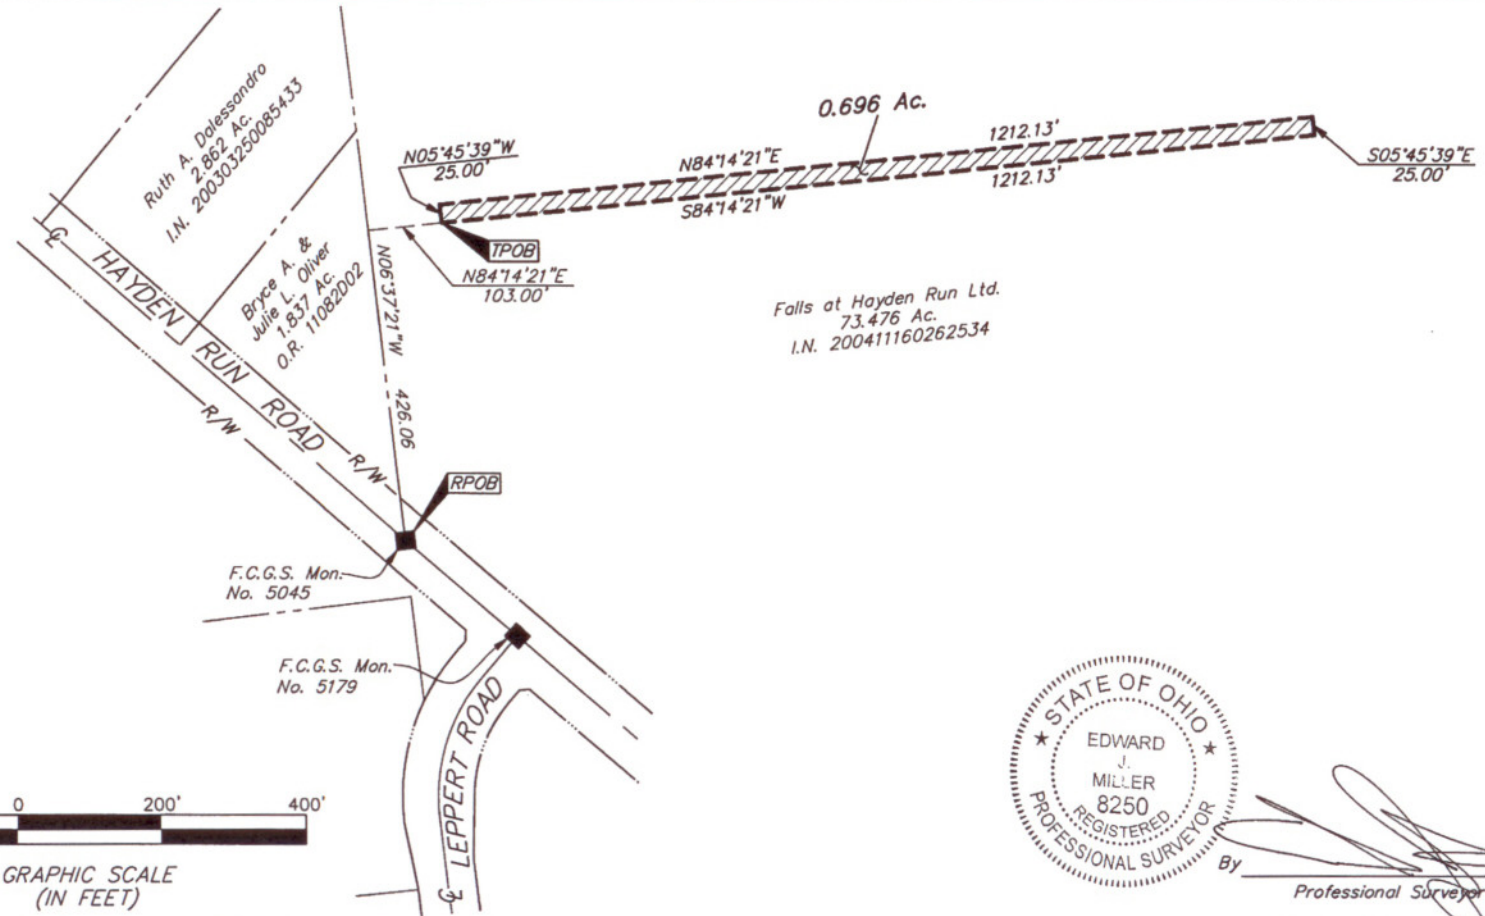 Ruth A. Dalessandro
2.862 Ac.
I.N. 200303250085433
Bryce A. &
Julie L. Oliver
1.837 Ac.
O.R. 11082D02
0.696 Ac.
N05°45'39"W
25.00'
N84°14'21"E
1212.13'
S84°14'21"W
1212.13'
S05°45'39"E
25.00'
TPOB
N84°14'21"E
103.00'
N06°37'21"W 426.06
Falls at Hayden Run Ltd.
73.476 Ac.
I.N. 200411160262534
℄ HAYDEN RUN ROAD
R/W
R/W
RPOB
F.C.G.S. Mon.
No. 5045
F.C.G.S. Mon.
No. 5179
℄ LEPPERT ROAD
0 200' 400'
GRAPHIC SCALE
(IN FEET)
★ STATE OF OHIO ★
EDWARD
J.
MILLER
8250
REGISTERED
PROFESSIONAL SURVEYOR
By
Professional Surveyor